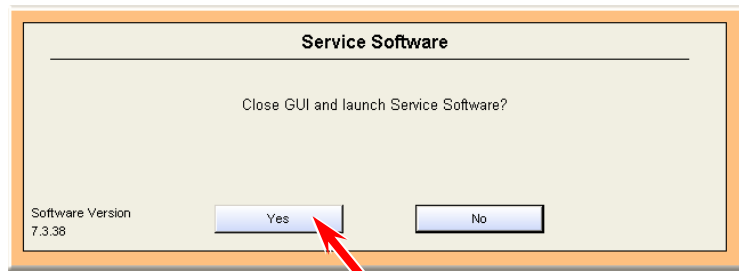 Service Software
Close GUI and launch Service Software?
Software Version
7.3.38
Yes
No